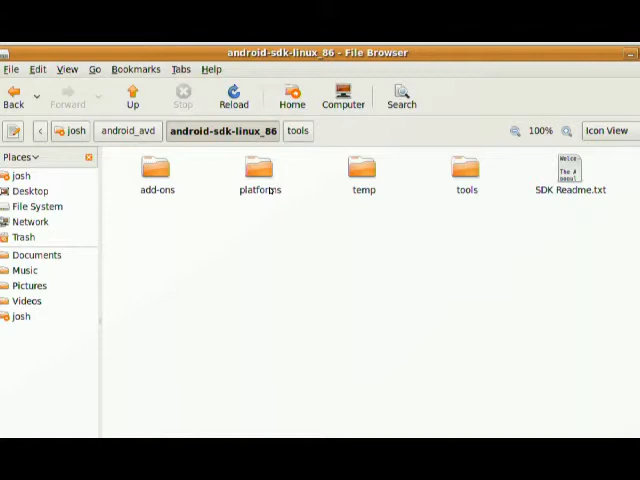 android-sdk-linux_86 - File Browser
File Edit View Go Bookmarks Tabs Help
Back Forward Up Stop Reload Home Computer Search
josh android_avd android-sdk-linux_86 tools 100% Icon View
Places
josh
Desktop
File System
Network
Trash
Documents
Music
Pictures
Videos
josh
add-ons platforms temp tools SDK Readme.txt
Welce
The A